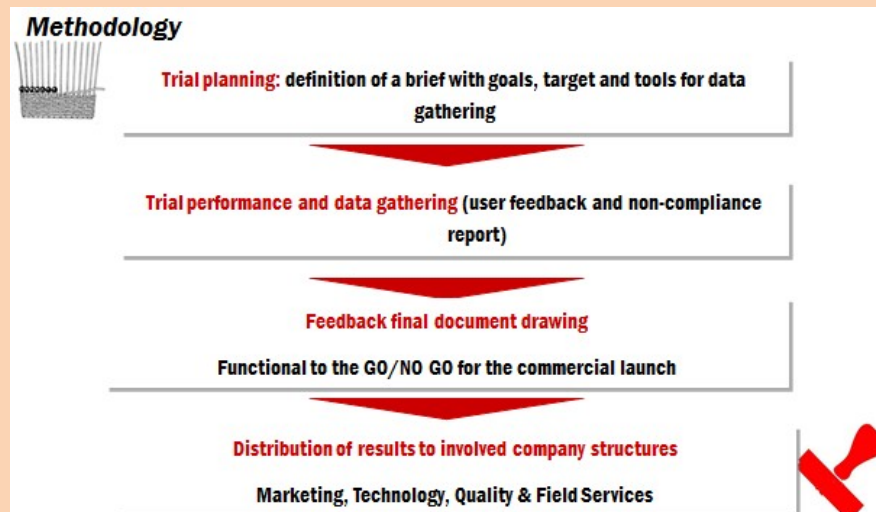 Methodology
Trial planning: definition of a brief with goals, target and tools for data
gathering
Trial performance and data gathering (user feedback and non-compliance
report)
Feedback final document drawing
Functional to the GO/NO GO for the commercial launch
Distribution of results to involved company structures
Marketing, Technology, Quality & Field Services